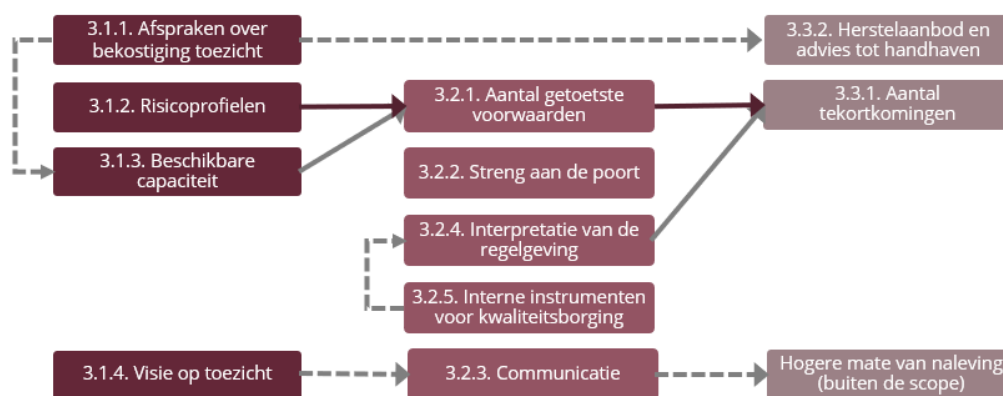 3.1.1. Afspraken over
bekostiging toezicht
3.3.2. Herstelaanbod en
advies tot handhaven
3.1.2. Risicoprofielen
3.2.1. Aantal getoetste
voorwaarden
3.3.1. Aantal
tekortkomingen
3.1.3. Beschikbare
capaciteit
3.2.2. Streng aan de poort
3.2.4. Interpretatie van de
regelgeving
3.2.5. Interne instrumenten
voor kwaliteitsborging
3.1.4. Visie op toezicht
3.2.3. Communicatie
Hogere mate van naleving
(buiten de scope)